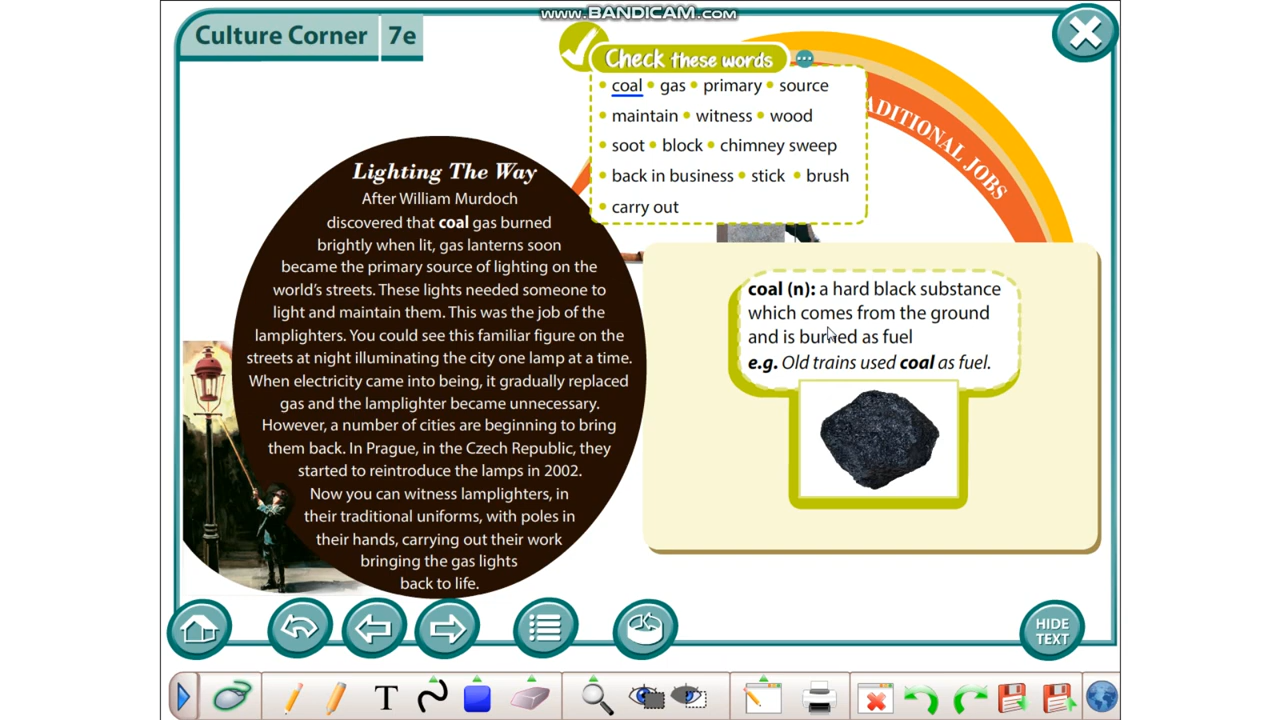 www.BANDICAM.com
Culture Corner 7e
Check these words
• coal • gas • primary • source
• maintain • witness • wood
• soot • block • chimney sweep
• back in business • stick • brush
• carry out
ADITIONAL JOBS
Lighting The Way
After William Murdoch
discovered that coal gas burned
brightly when lit, gas lanterns soon
became the primary source of lighting on the
world's streets. These lights needed someone to
light and maintain them. This was the job of the
lamplighters. You could see this familiar figure on the
streets at night illuminating the city one lamp at a time.
When electricity came into being, it gradually replaced
gas and the lamplighter became unnecessary.
However, a number of cities are beginning to bring
them back. In Prague, in the Czech Republic, they
started to reintroduce the lamps in 2002.
Now you can witness lamplighters, in
their traditional uniforms, with poles in
their hands, carrying out their work
bringing the gas lights
back to life.
coal (n): a hard black substance
which comes from the ground
and is burned as fuel
e.g. Old trains used coal as fuel.
HIDE
TEXT
T